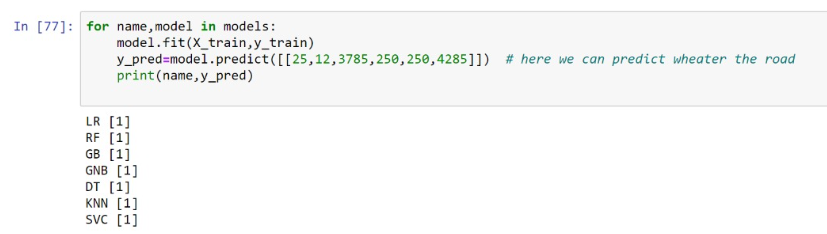 In [77]: for name,model in models:
model.fit(X_train,y_train)
y_pred=model.predict([[25,12,3785,250,250,4285]]) # here we can predict wheater the road
print(name,y_pred)
LR [1]
RF [1]
GB [1]
GNB [1]
DT [1]
KNN [1]
SVC [1]